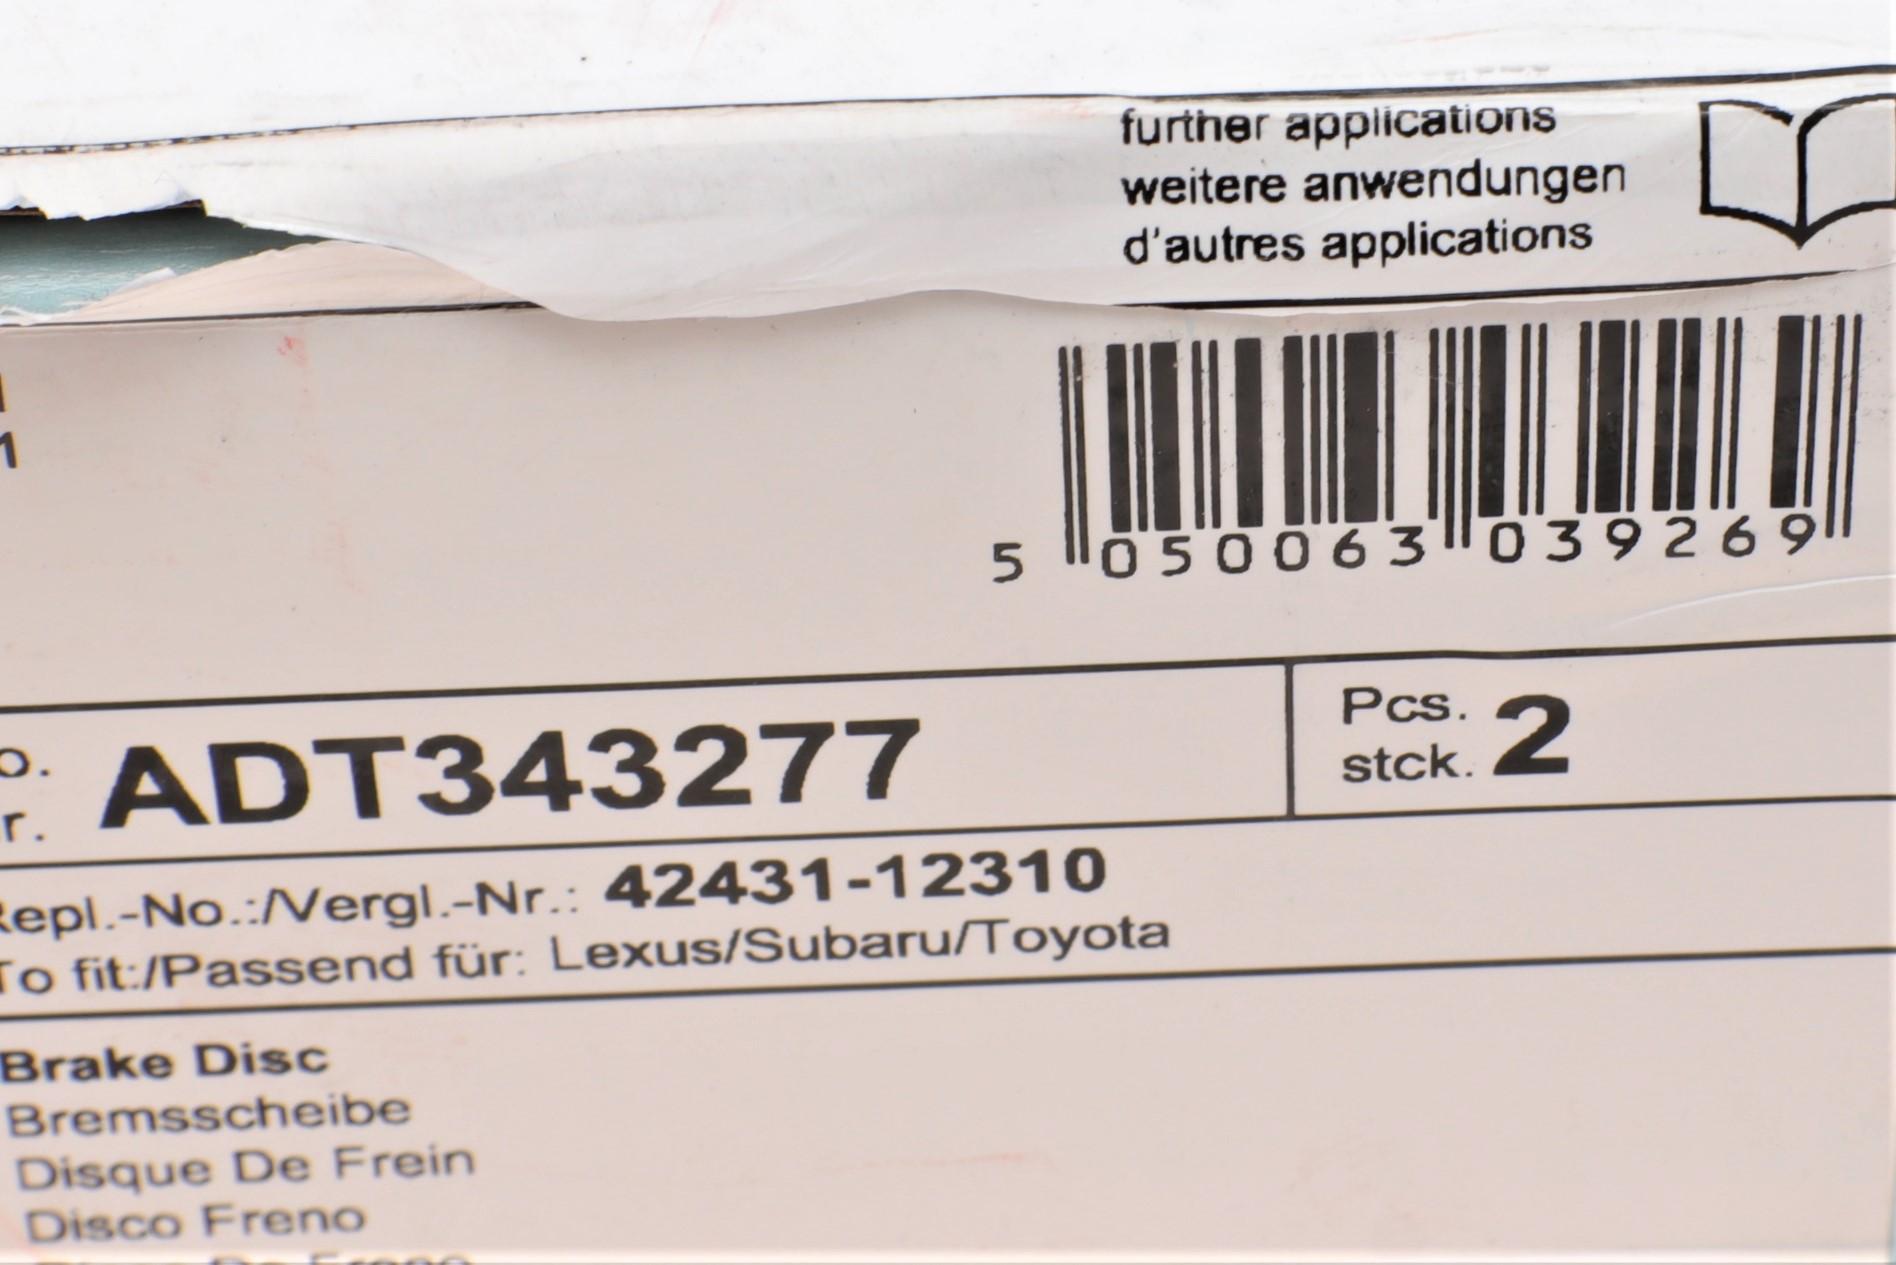 further applications
weitere anwendungen
d'autres applications
1
5 050063 039269
o. ADT343277
r.
Pcs. 2
stck.
Repl.-No.:/Vergl.-Nr.: 42431-12310
To fit:/Passend für: Lexus/Subaru/Toyota
Brake Disc
Bremsscheibe
Disque De Frein
Disco Freno